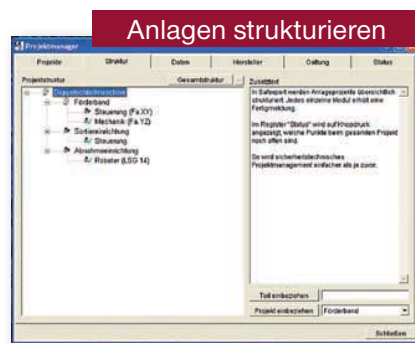 Anlagen strukturieren
Projektmanager
Projekte Struktur Daten Hersteller Gattung Status
Projektstruktur Gesamtstruktur ... Zusatztext
Doppeltschleifmaschine
Förderband
Steuerung (Fa.XY)
Mechanik (Fa.YZ)
Sortiereinrichtung
Steuerung
Abnahmeeinrichtung
Roboter (LSG 14)
In Safexpert werden Anlagenprojekte übersichtlich
strukturiert. Jedes einzelne Modul erhält eine
Fertigmeldung.
Im Register "Status" wird auf Knopdruck
angezeigt, welche Punkte beim gesamten Projekt
noch offen sind.
So wird sicherheitstechnisches
Projektmanagement einfacher als je zuvor.
Teil einbeziehen
Projekt einbeziehen Förderband
Schließen